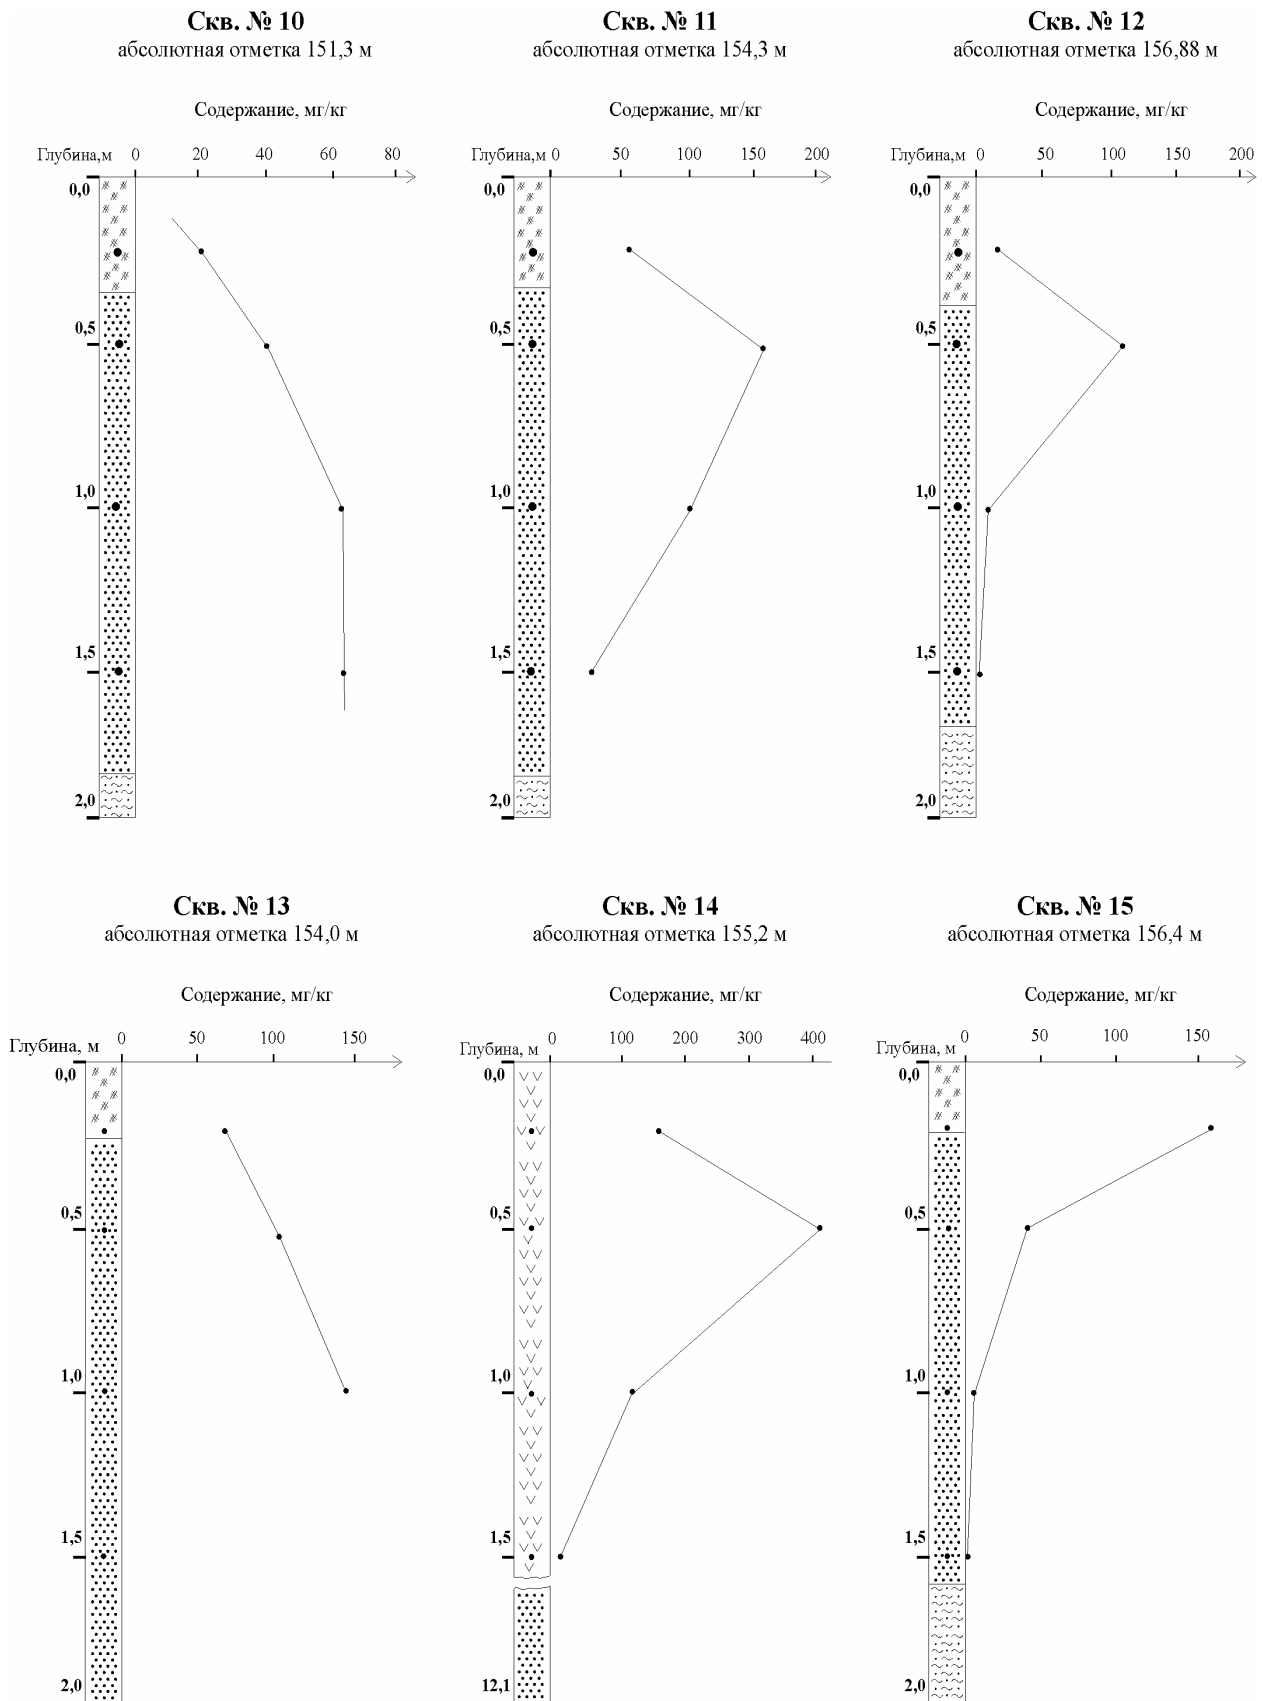 Скв. № 10
абсолютная отметка 151,3 м
Содержание, мг/кг
Глубина,м 0 20 40 60 80
0,0
0,5
1,0
1,5
2,0
Скв. № 11
абсолютная отметка 154,3 м
Содержание, мг/кг
Глубина,м 0 50 100 150 200
0,0
0,5
1,0
1,5
2,0
Скв. № 12
абсолютная отметка 156,88 м
Содержание, мг/кг
Глубина,м 0 50 100 150 200
0,0
0,5
1,0
1,5
2,0
Скв. № 13
абсолютная отметка 154,0 м
Содержание, мг/кг
Глубина, м 0 50 100 150
0,0
0,5
1,0
1,5
2,0
Скв. № 14
абсолютная отметка 155,2 м
Содержание, мг/кг
Глубина, м 0 100 200 300 400
0,0
0,5
1,0
1,5
12,1
Скв. № 15
абсолютная отметка 156,4 м
Содержание, мг/кг
Глубина, м 0 50 100 150
0,0
0,5
1,0
1,5
2,0